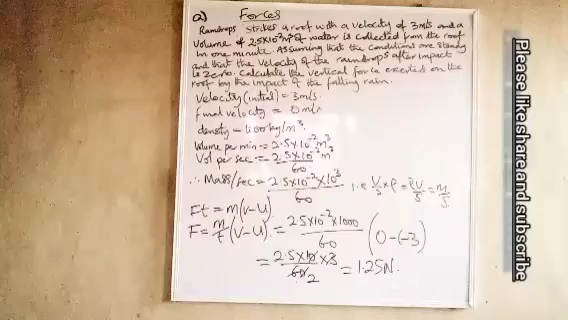 a) Forces
Raindrops strikes a roof with a velocity of 3m/s and a
volume of 2.5x10⁻²m³ of water is collected from the roof
in one minute. Assuming that the conditions are steady
and that the velocity of the raindrops after impact
is zero. Calculate the vertical force exerted on the
roof by the impact of the falling rain.
Velocity (initial) = 3m/s.
final velocity = 0m/s
density = 1000kg/m³
Volume per min = 2.5x10⁻²m³
Vol per sec = 2.5x10⁻²m³
60
∴ Mass/sec = 2.5x10⁻²x10³ i.e V/S x ρ = ρV/S = m/S
60
Ft = m(v-u)
F = m/t (v-u) = 2.5x10⁻²x1000 (0-(-3)
60
= 2.5x10x3 = 1.25N.
60 2
Please like share and subscribe